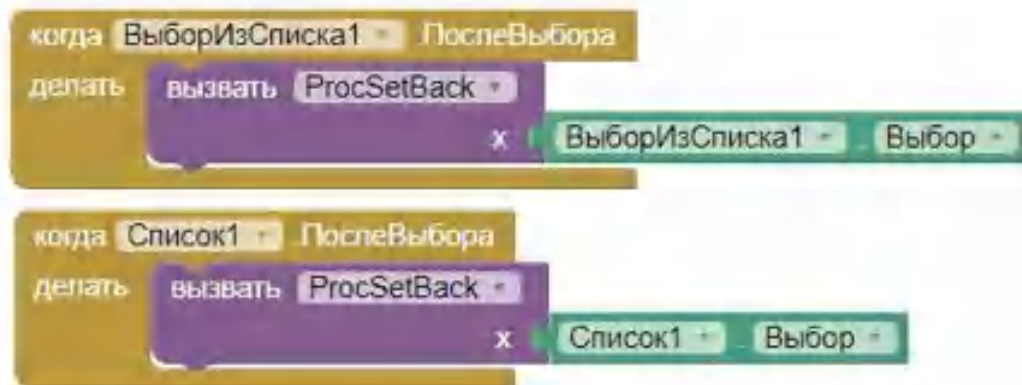 когда ВыборИзСписка1 .ПослеВыбора
делать вызвать ProcSetBack
x ВыборИзСписка1 . Выбор
когда Список1 .ПослеВыбора
делать вызвать ProcSetBack
x Список1 . Выбор